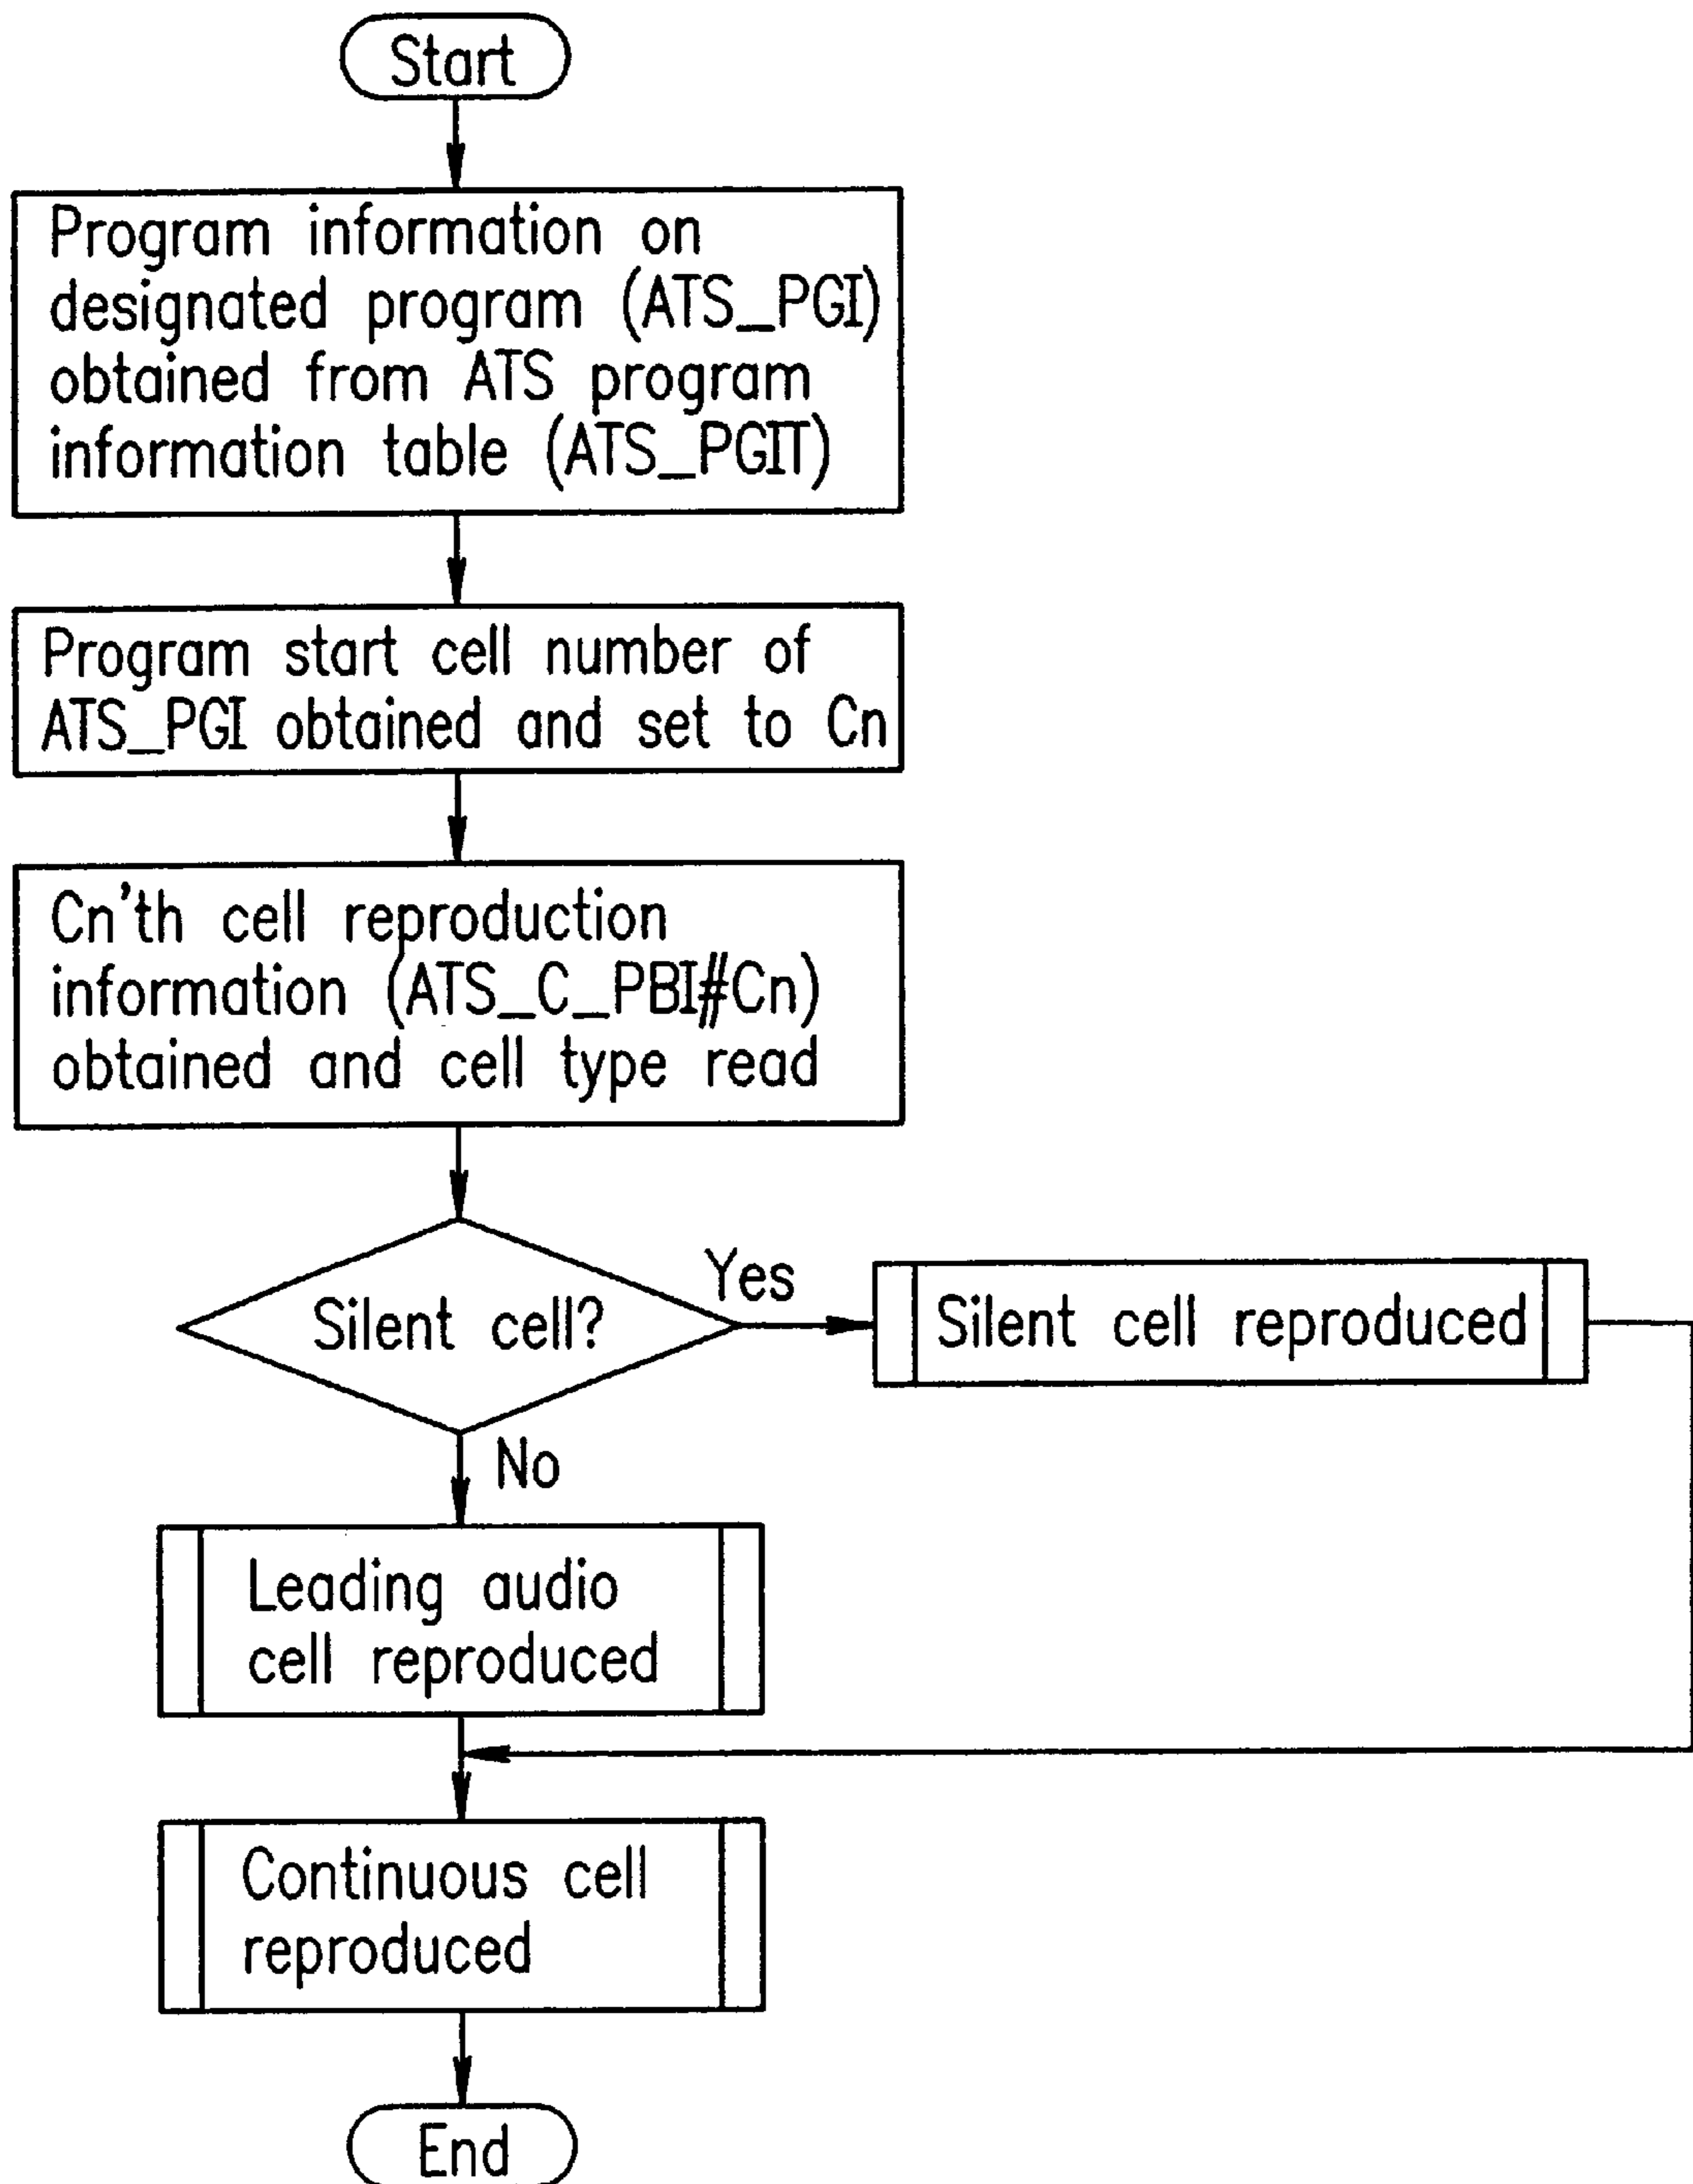 Start
Program information on
designated program (ATS_PGI)
obtained from ATS program
information table (ATS_PGIT)
Program start cell number of
ATS_PGI obtained and set to Cn
Cn'th cell reproduction
information (ATS_C_PBI#Cn)
obtained and cell type read
Silent cell?
Yes
Silent cell reproduced
No
Leading audio
cell reproduced
Continuous cell
reproduced
End